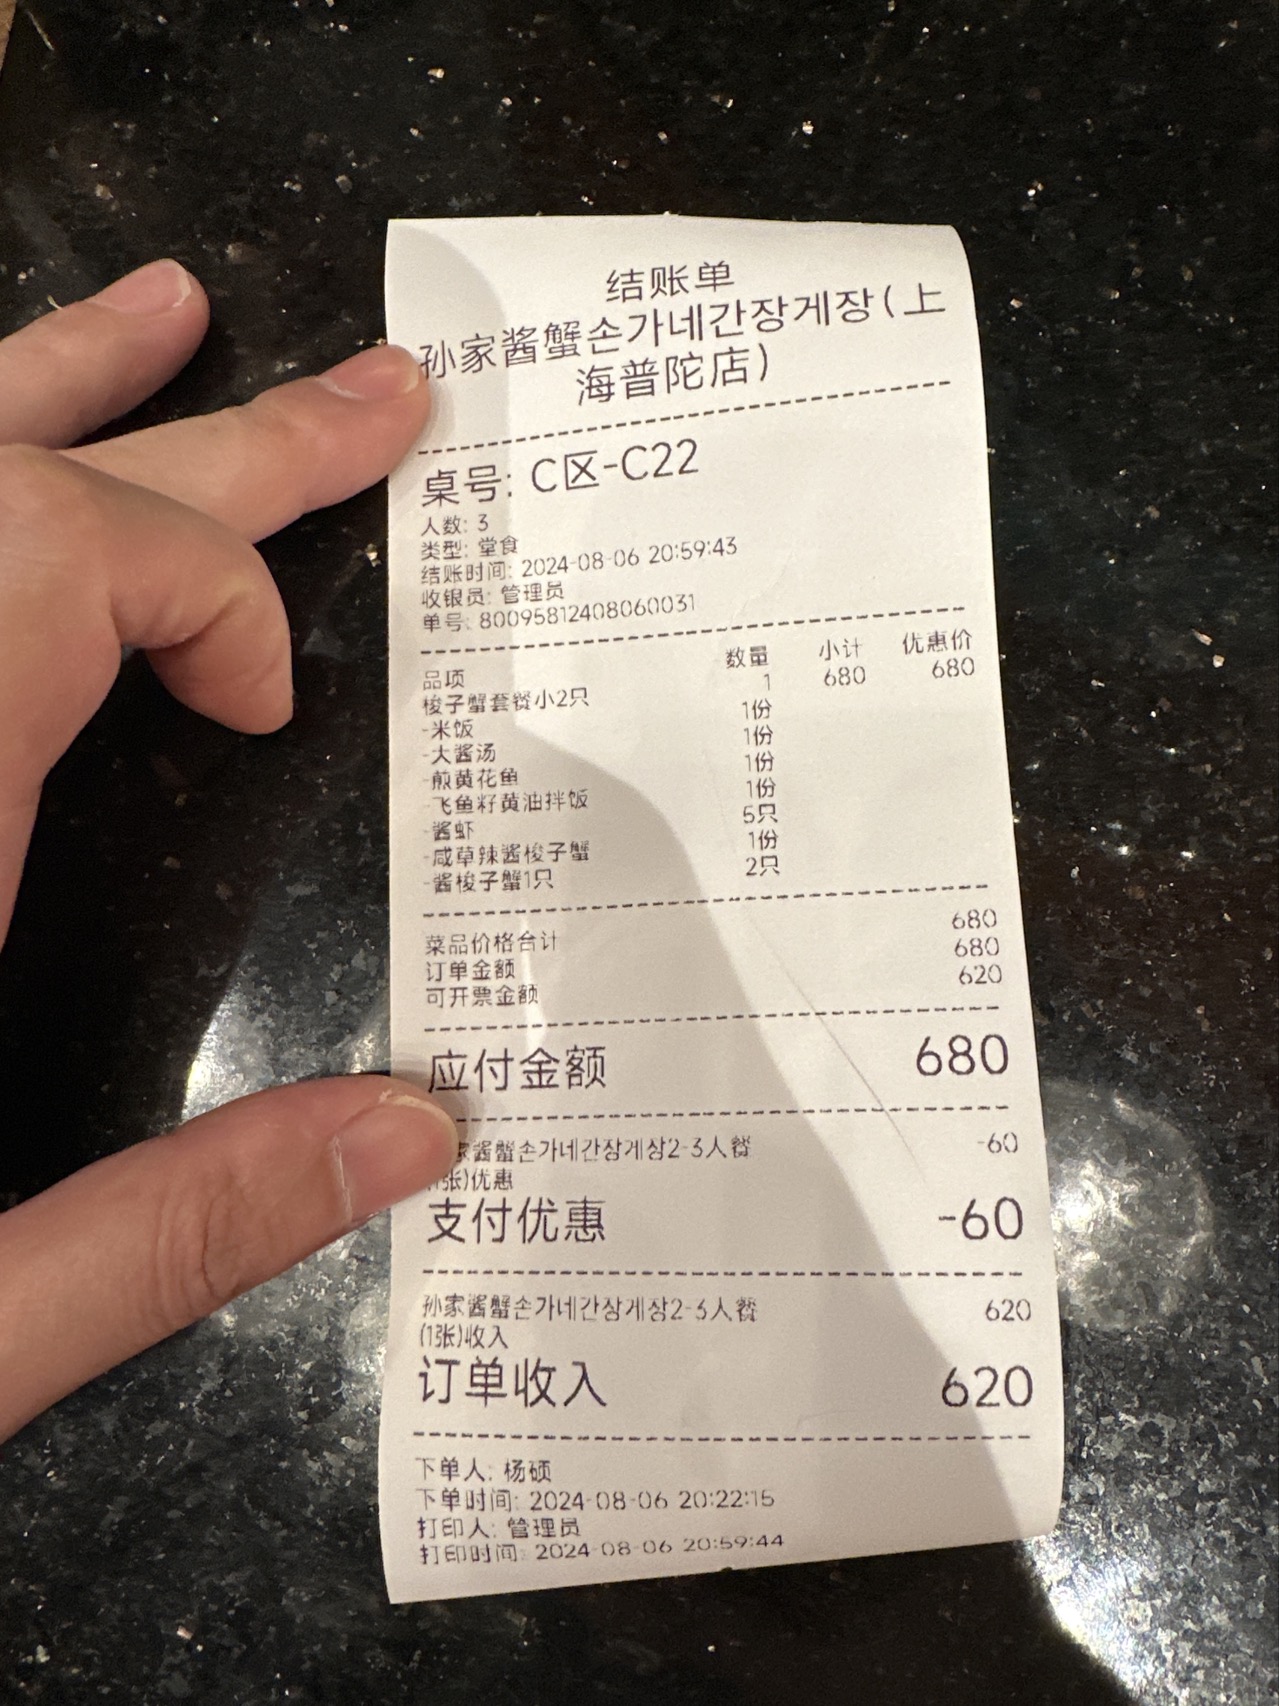 结账单
孙家酱蟹손가네간장게장(上
海普陀店)
桌号: C区-C22
人数: 3
类型: 堂食
结账时间: 2024-08-06 20:59:43
收银员: 管理员
单号: 80095812408060031
品项 数量 小计 优惠价
梭子蟹套餐小2只 1 680 680
-米饭 1份
-大酱汤 1份
-煎黄花鱼 1份
-飞鱼籽黄油拌饭 1份
-酱虾 5只
-咸草辣酱梭子蟹 1份
-酱梭子蟹1只 2只
菜品价格合计 680
订单金额 680
可开票金额 620
应付金额 680
家酱蟹손가네간장게장2-3人餐 -60
张)优惠
支付优惠 -60
孙家酱蟹손가네간장게장2-3人餐 620
(1张)收入
订单收入 620
下单人: 杨硕
下单时间: 2024-08-06 20:22:15
打印人: 管理员
打印时间: 2024-08-06 20:59:44